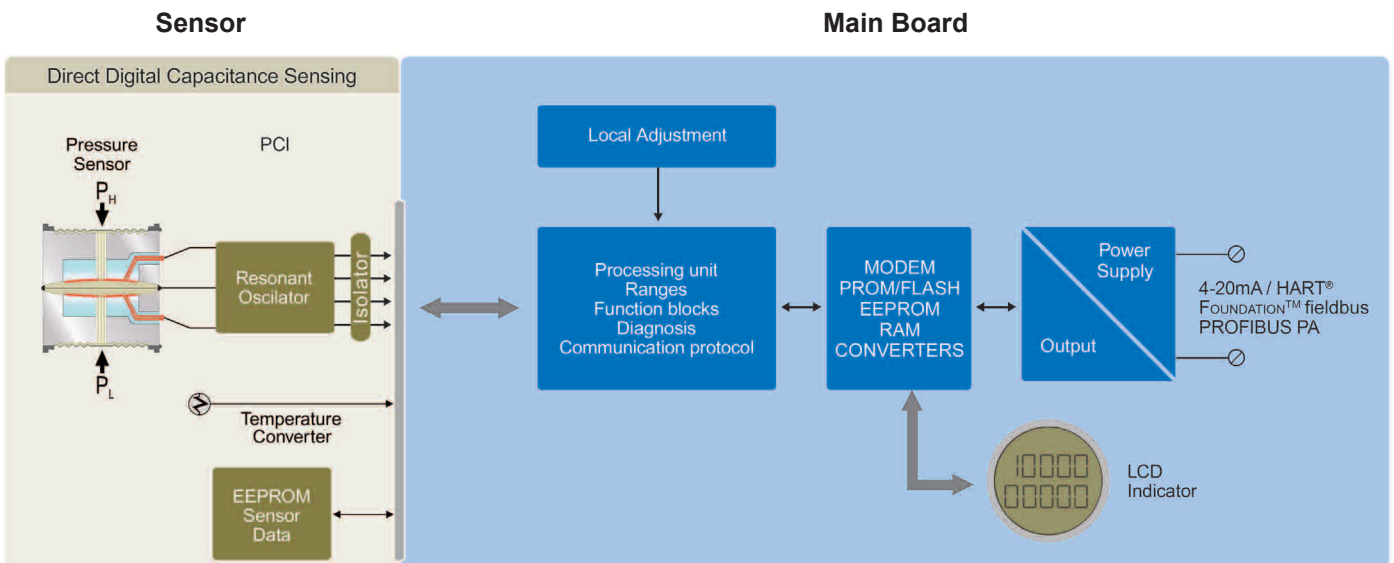 Sensor
Main Board
Direct Digital Capacitance Sensing
Pressure
Sensor
PCI
P_H
P_L
Resonant
Oscilator
Isolator
Temperature
Converter
EEPROM
Sensor
Data
Local Adjustment
Processing unit
Ranges
Function blocks
Diagnosis
Communication protocol
MODEM
PROM/FLASH
EEPROM
RAM
CONVERTERS
Power
Supply
Output
4-20mA / HART®
FOUNDATION™ fieldbus
PROFIBUS PA
10000
00000
LCD
Indicator